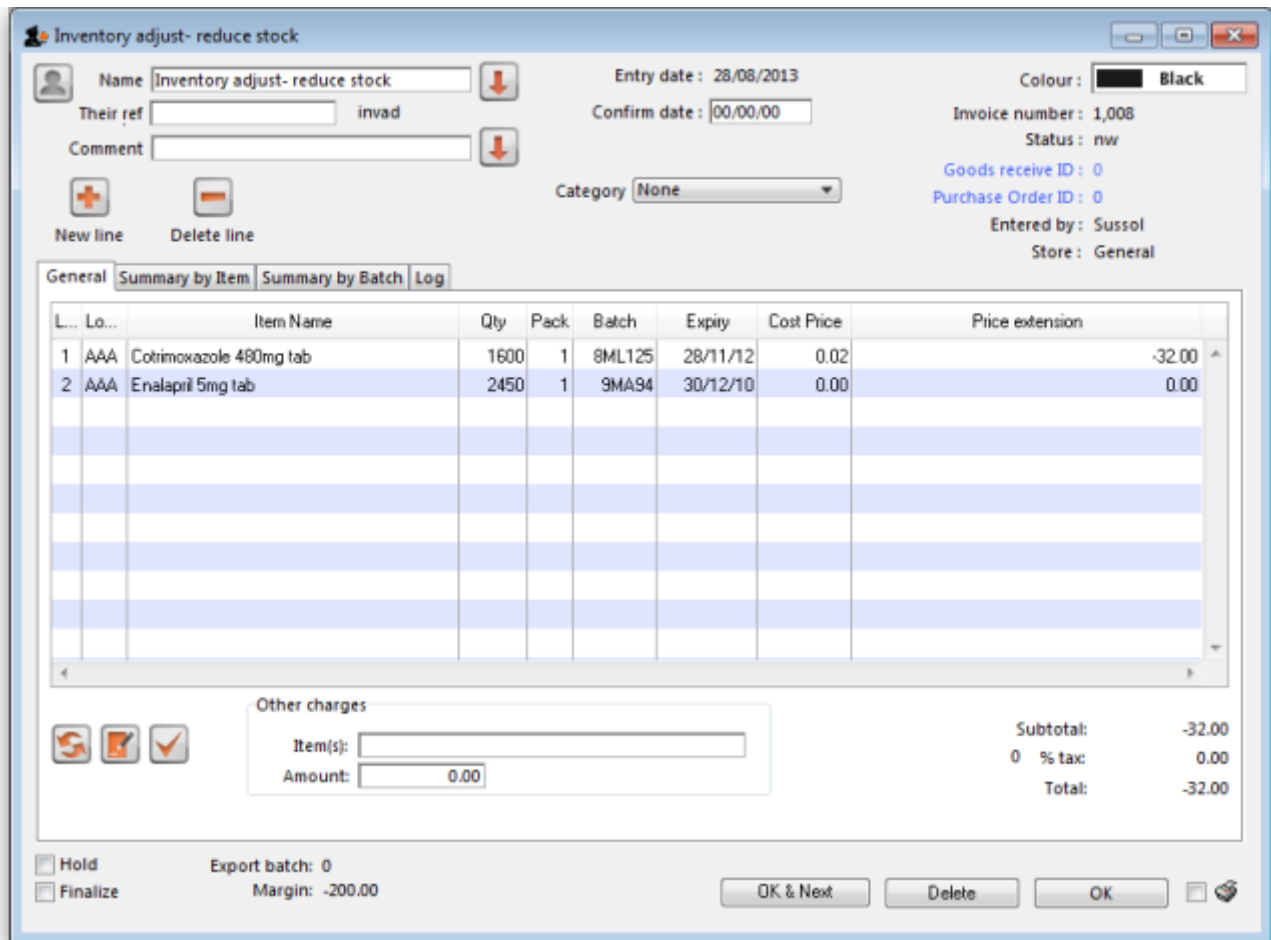 Inventory adjust- reduce stock
Name Inventory adjust- reduce stock Entry date : 28/08/2013 Colour : Black
Their ref invad Confirm date : 00/00/00 Invoice number : 1,008
Status : nw
Comment
Goods receive ID : 0
Category None Purchase Order ID : 0
Entered by : Sussol
New line Delete line
Store : General
General Summary by Item Summary by Batch Log
L... Lo... Item Name Qty Pack Batch Expiry Cost Price Price extension
1 AAA Cotrimoxazole 480mg tab 1600 1 8ML125 28/11/12 0.02 -32.00
2 AAA Enalapril 5mg tab 2450 1 9MA94 30/12/10 0.00 0.00
Other charges
Item(s):
Amount: 0.00
Subtotal: -32.00
0 % tax: 0.00
Total: -32.00
Hold Export batch: 0
Finalize Margin: -200.00
OK & Next Delete OK